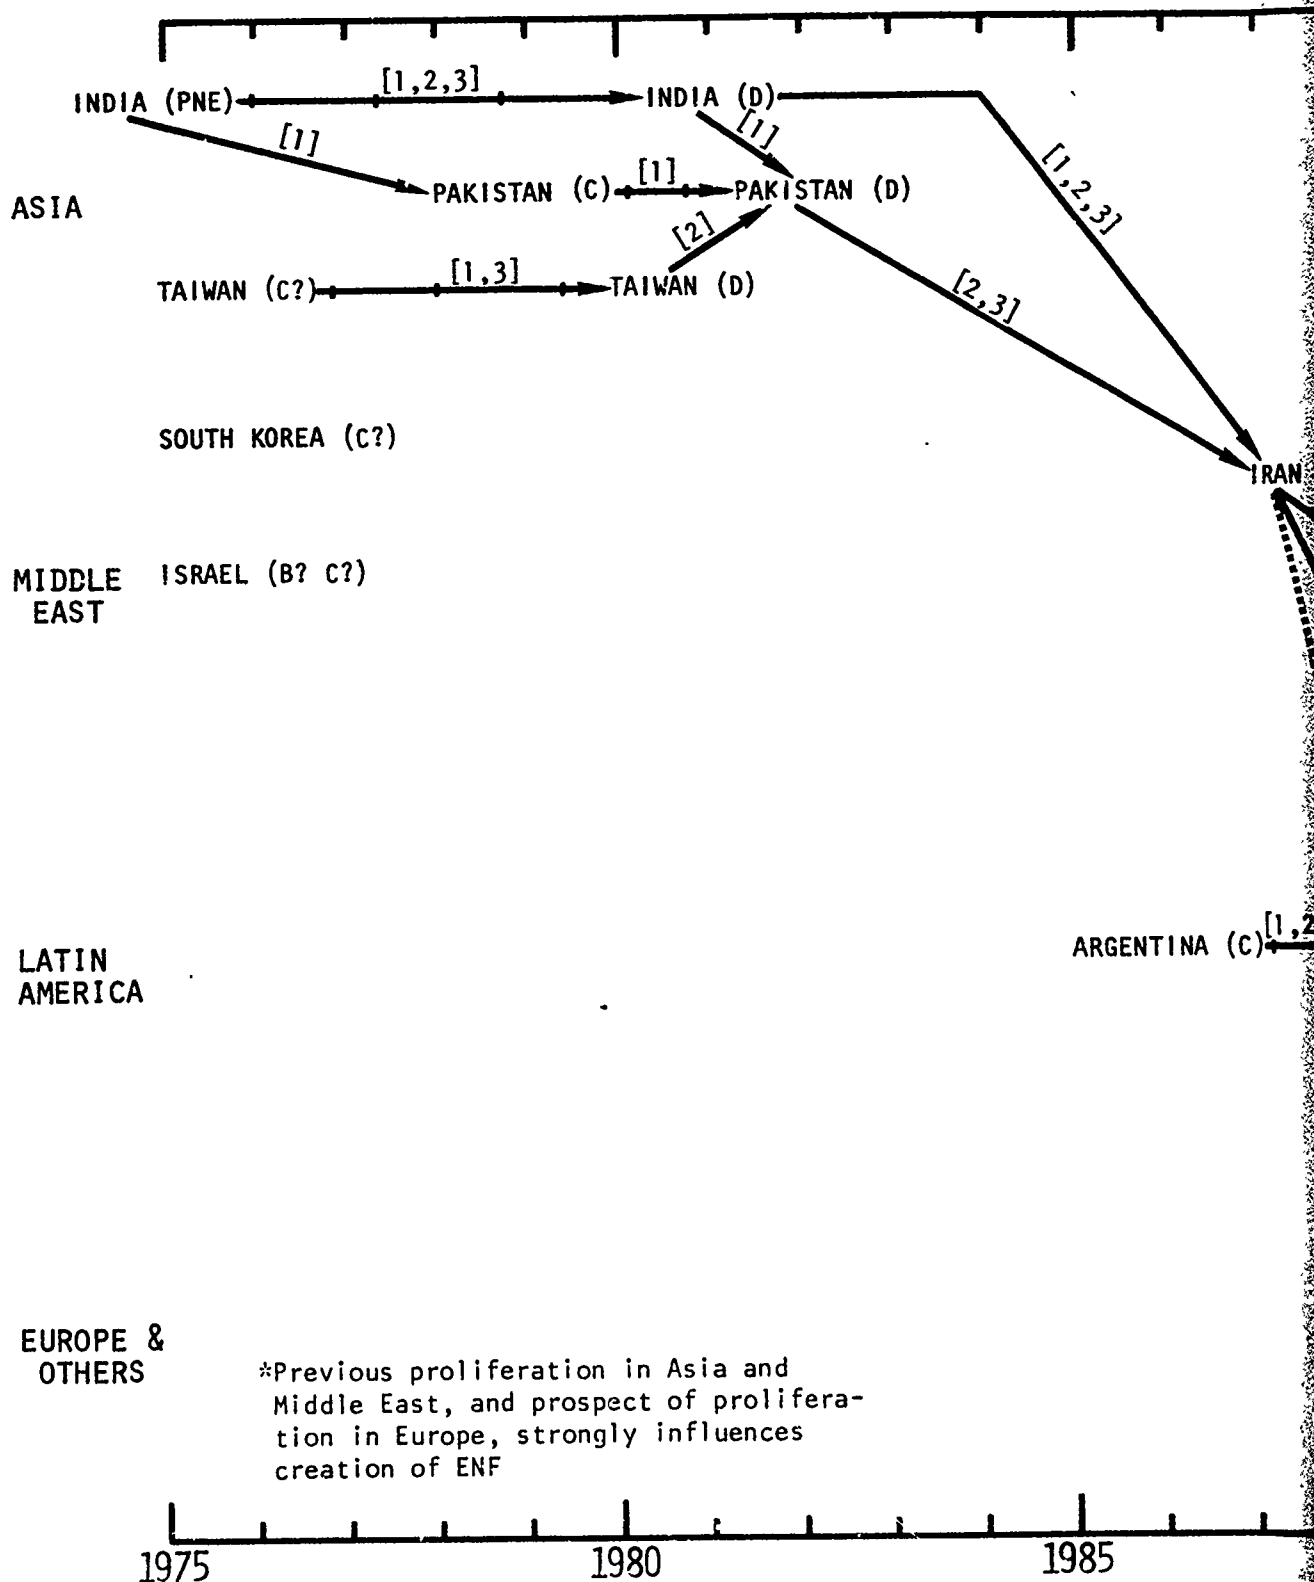 [1,2,3]
INDIA (PNE) INDIA (D)
[1] [1] [1,2,3]
PAKISTAN (C) [1] PAKISTAN (D)
ASIA
[2]
TAIWAN (C?) [1,3] TAIWAN (D)
[2,3]
SOUTH KOREA (C?)
IRAN
MIDDLE EAST
ISRAEL (B? C?)
[1,2
ARGENTINA (C)
LATIN
AMERICA
EUROPE &
OTHERS
*Previous proliferation in Asia and
Middle East, and prospect of prolifera-
tion in Europe, strongly influences
creation of ENF
1975 1980 1985